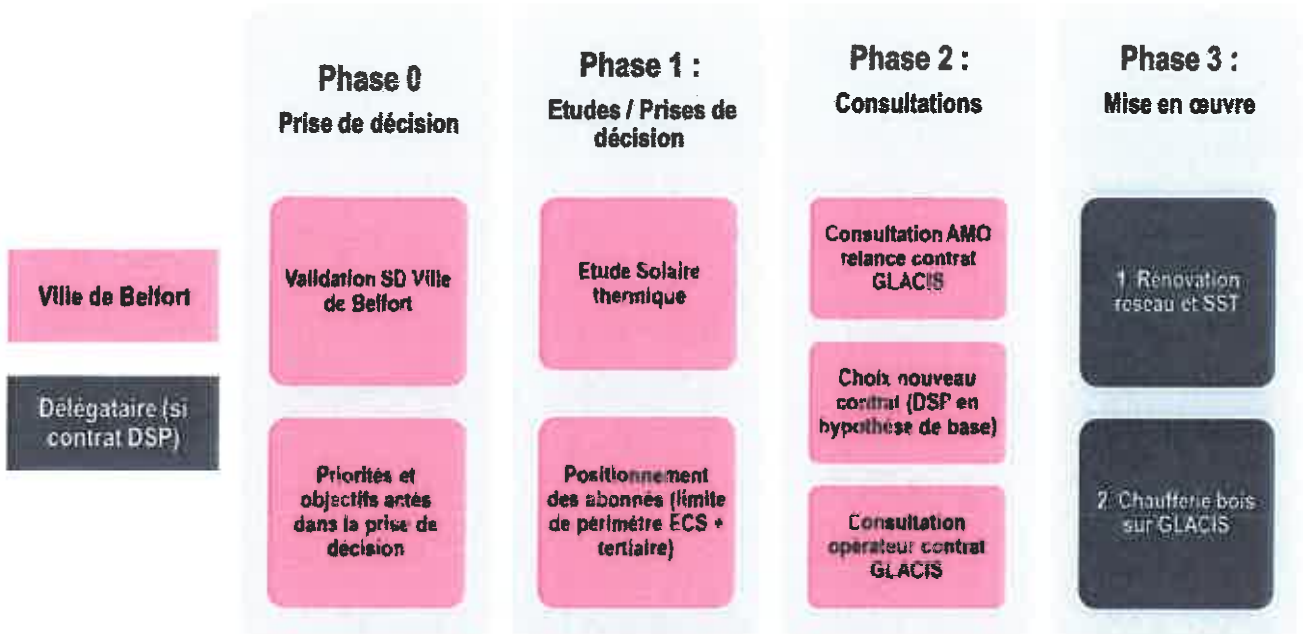 Ville de Belfort
Délégataire (si
contrat DSP)
Phase 0
Prise de décision
Validation SD Ville
de Belfort
Priorités et
objectifs actés
dans la prise de
décision
Phase 1 :
Etudes / Prises de
décision
Etude Solaire
thermique
Positionnement
des abonnés (limite
de périmètre ECS +
tertiaire)
Phase 2 :
Consultations
Consultation AMO
relance contrat
GLACIS
Choix nouveau
contrat (DSP en
hypothèse de base)
Consultation
opérateur contrat
GLACIS
Phase 3 :
Mise en œuvre
1. Rénovation
réseau et SST
2. Chaufferie bois
sur GLACIS